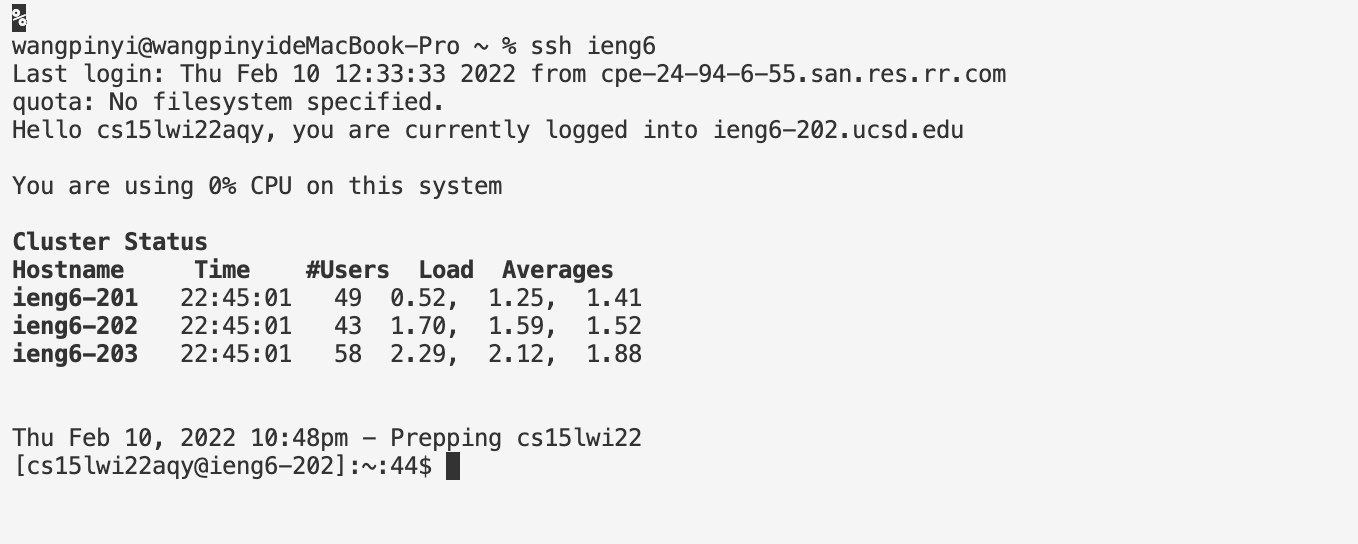 %
wangpinyi@wangpinyideMacBook-Pro ~ % ssh ieng6
Last login: Thu Feb 10 12:33:33 2022 from cpe-24-94-6-55.san.res.rr.com
quota: No filesystem specified.
Hello cs15lwi22aqy, you are currently logged into ieng6-202.ucsd.edu
You are using 0% CPU on this system
Cluster Status
Hostname     Time    #Users  Load  Averages
ieng6-201   22:45:01   49  0.52,  1.25,  1.41
ieng6-202   22:45:01   43  1.70,  1.59,  1.52
ieng6-203   22:45:01   58  2.29,  2.12,  1.88
Thu Feb 10, 2022 10:48pm - Prepping cs15lwi22
[cs15lwi22aqy@ieng6-202]:~:44$